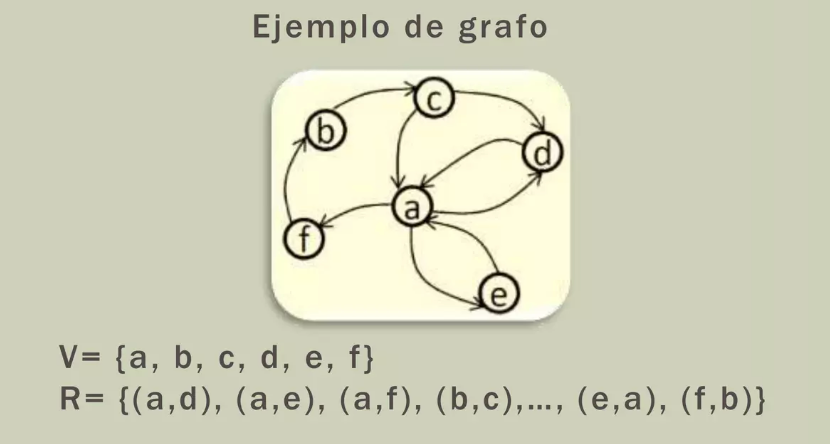 Ejemplo de grafo
c
b
d
a
f
e
V= {a, b, c, d, e, f}
R= {(a,d), (a,e), (a,f), (b,c),..., (e,a), (f,b)}